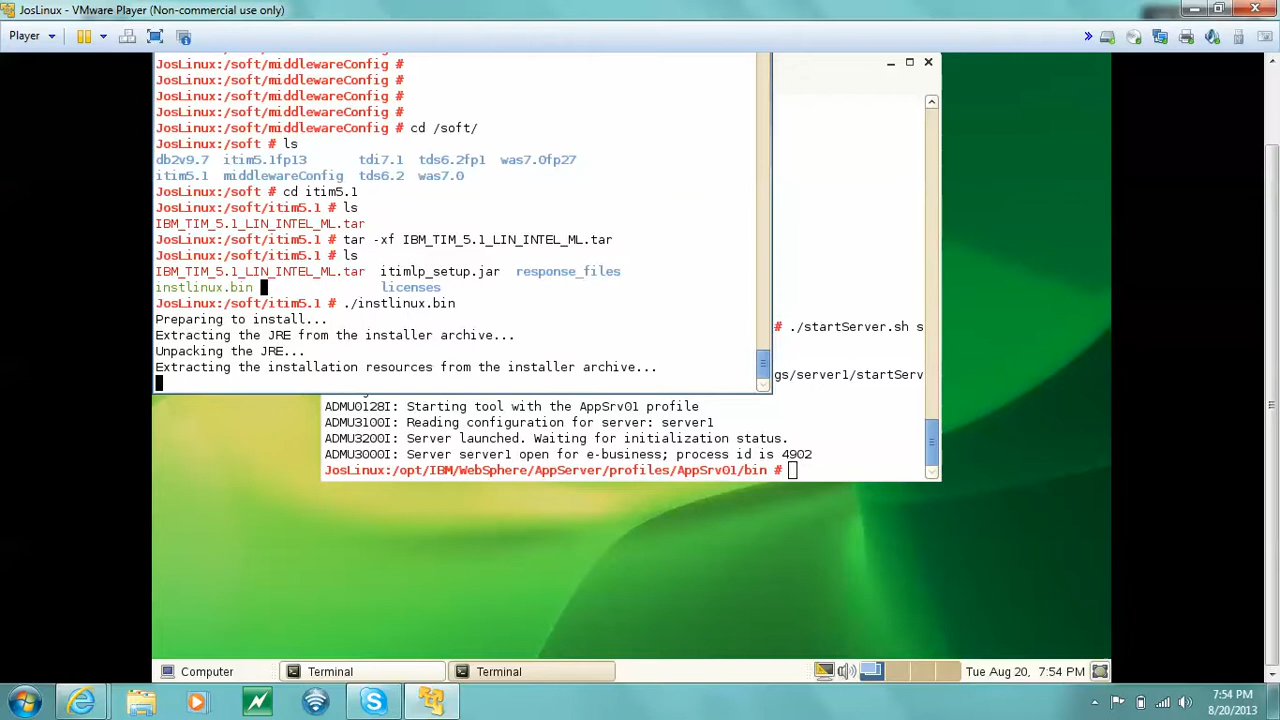 JosLinux - VMware Player (Non-commercial use only)
Player
JosLinux:/soft/middlewareConfig #
JosLinux:/soft/middlewareConfig #
JosLinux:/soft/middlewareConfig #
JosLinux:/soft/middlewareConfig #
JosLinux:/soft/middlewareConfig # cd /soft/
JosLinux:/soft # ls
db2v9.7 itim5.1fp13 tdi7.1 tds6.2fp1 was7.0fp27
itim5.1 middlewareConfig tds6.2 was7.0
JosLinux:/soft # cd itim5.1
JosLinux:/soft/itim5.1 # ls
IBM_TIM_5.1_LIN_INTEL_ML.tar
JosLinux:/soft/itim5.1 # tar -xf IBM_TIM_5.1_LIN_INTEL_ML.tar
JosLinux:/soft/itim5.1 # ls
IBM_TIM_5.1_LIN_INTEL_ML.tar itimlp_setup.jar response_files
instlinux.bin licenses
JosLinux:/soft/itim5.1 # ./instlinux.bin
Preparing to install...
Extracting the JRE from the installer archive...
Unpacking the JRE...
Extracting the installation resources from the installer archive...
# ./startServer.sh s
gs/server1/startServ
ADMU0128I: Starting tool with the AppSrv01 profile
ADMU3100I: Reading configuration for server: server1
ADMU3200I: Server launched. Waiting for initialization status.
ADMU3000I: Server server1 open for e-business; process id is 4902
JosLinux:/opt/IBM/WebSphere/AppServer/profiles/AppSrv01/bin #
Computer
Terminal
Terminal
Tue Aug 20, 7:54 PM
7:54 PM
8/20/2013